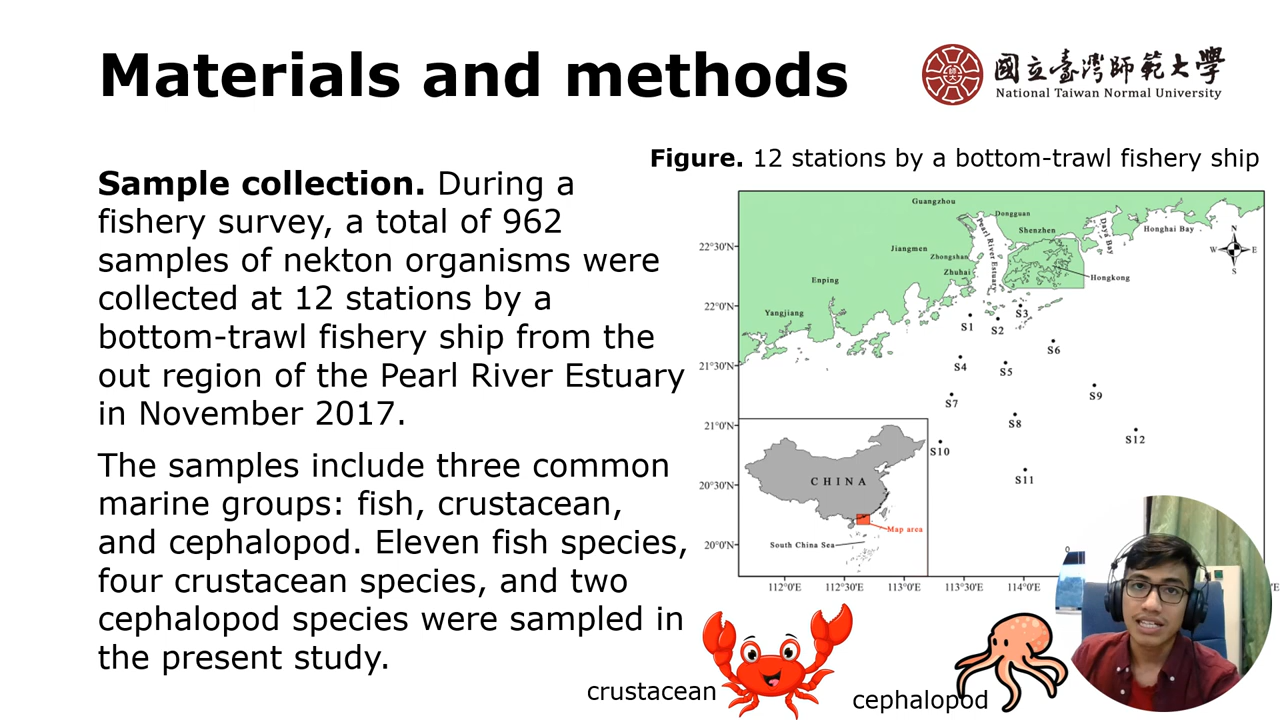 Materials and methods
國立臺灣師範大學
National Taiwan Normal University
Figure. 12 stations by a bottom-trawl fishery ship
Sample collection. During a
fishery survey, a total of 962
samples of nekton organisms were
collected at 12 stations by a
bottom-trawl fishery ship from the
out region of the Pearl River Estuary
in November 2017.
The samples include three common
marine groups: fish, crustacean,
and cephalopod. Eleven fish species,
four crustacean species, and two
cephalopod species were sampled in
the present study.
Guangzhou
Dongguan
Shenzhen
Daya Bay
Honghai Bay
Pearl River Estuary
Jiangmen
Zhongshan
Zhuhai
Hongkong
Enping
Yangjiang
N
W
E
S
22°30'N
22°0'N
21°30'N
21°0'N
20°30'N
20°0'N
S1
S2
S3
S4
S5
S6
S7
S8
S9
S10
S11
S12
CHINA
Map area
South China Sea
112°0'E
112°30'E
113°0'E
113°30'E
114°0'E
crustacean
cephalopod